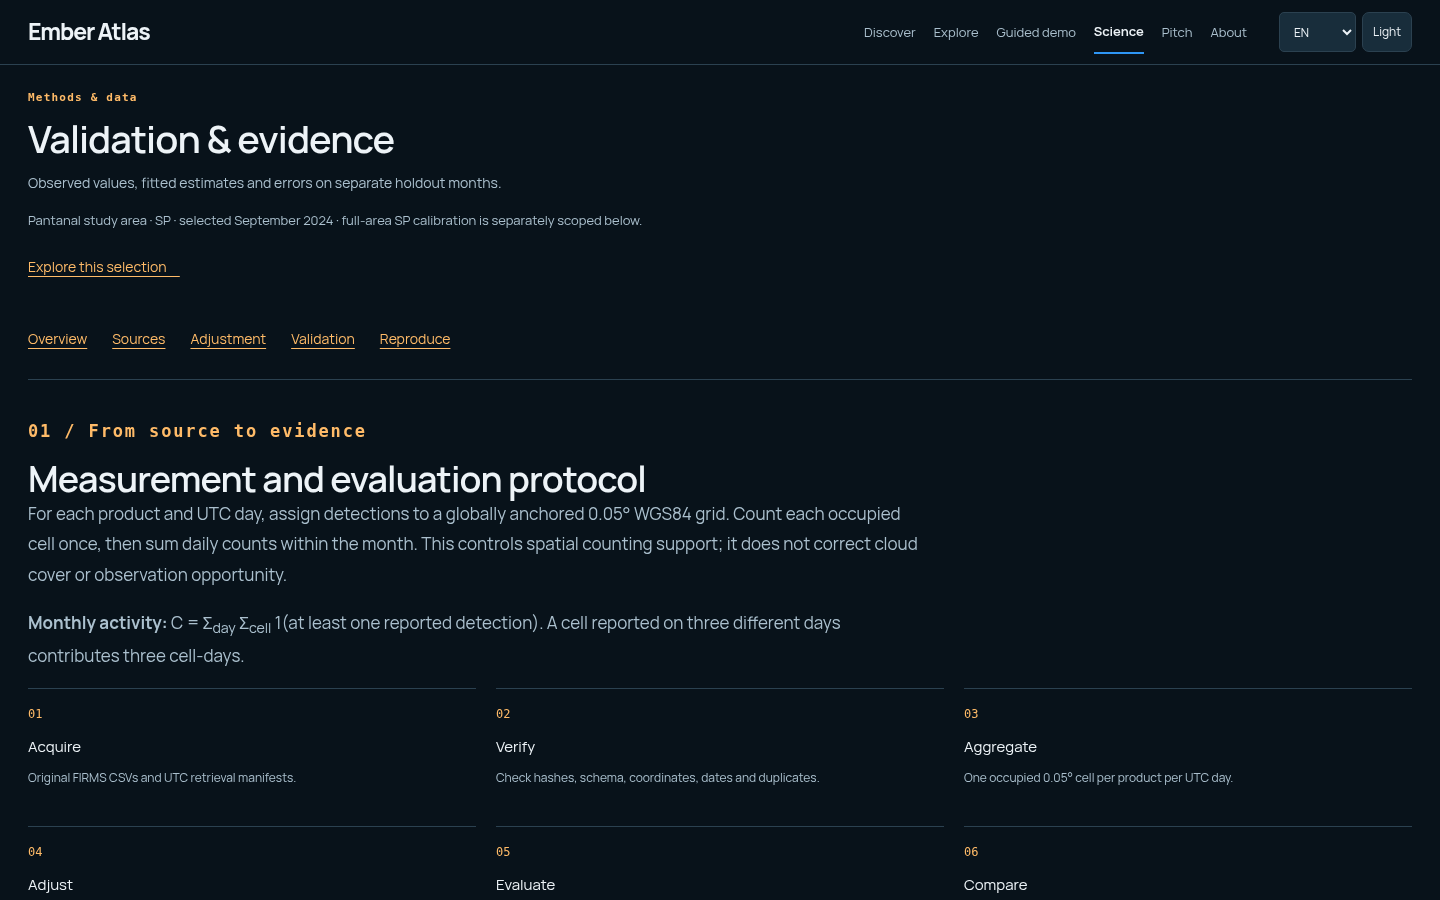 Ember Atlas
Discover Explore Guided demo Science Pitch About EN Light
Methods & data
Validation & evidence
Observed values, fitted estimates and errors on separate holdout months.
Pantanal study area · SP · selected September 2024 · full-area SP calibration is separately scoped below.
Explore this selection
Overview Sources Adjustment Validation Reproduce
01 / From source to evidence
Measurement and evaluation protocol
For each product and UTC day, assign detections to a globally anchored 0.05° WGS84 grid. Count each occupied
cell once, then sum daily counts within the month. This controls spatial counting support; it does not correct cloud
cover or observation opportunity.
Monthly activity: C = Σday Σcell 1(at least one reported detection). A cell reported on three different days
contributes three cell-days.
01
Acquire
Original FIRMS CSVs and UTC retrieval manifests.
02
Verify
Check hashes, schema, coordinates, dates and duplicates.
03
Aggregate
One occupied 0.05° cell per product per UTC day.
04
Adjust
05
Evaluate
06
Compare